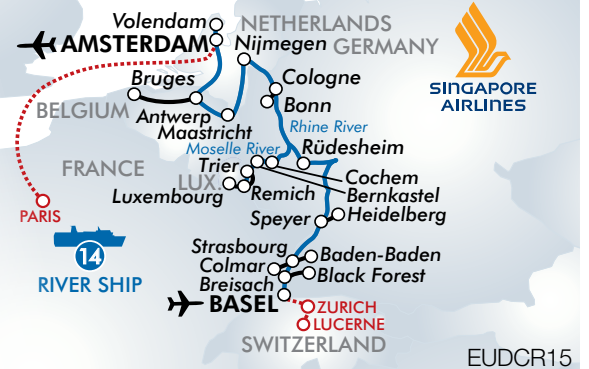 Volendam
NETHERLANDS
AMSTERDAM
Nijmegen
GERMANY
SINGAPORE
AIRLINES
Bruges
Cologne
BELGIUM
Antwerp
Bonn
Maastricht
Rhine River
Moselle River
Rüdesheim
FRANCE
Trier
LUX.
Cochem
Luxembourg
Remich
Bernkastel
PARIS
Speyer
Heidelberg
14
RIVER SHIP
Strasbourg
Baden-Baden
Colmar
Black Forest
Breisach
BASEL
ZURICH
LUCERNE
SWITZERLAND
EUDCR15